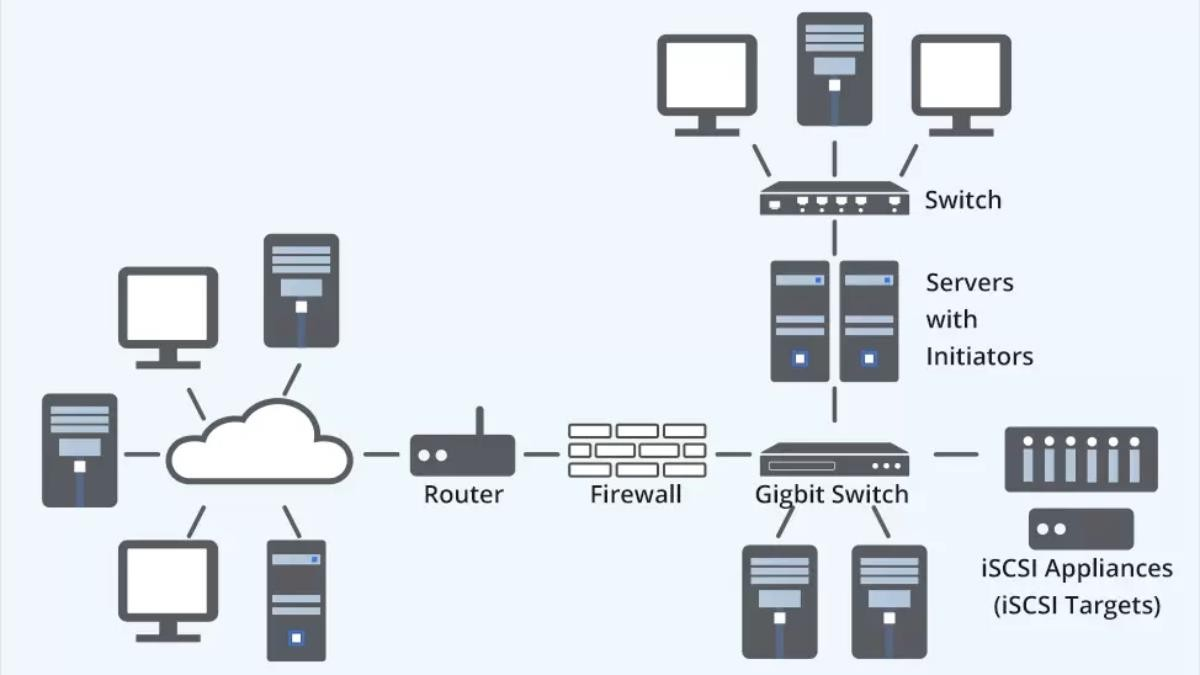 Switch
Servers
with
Initiators
Router
Firewall
Gigbit Switch
iSCSI Appliances
(iSCSI Targets)